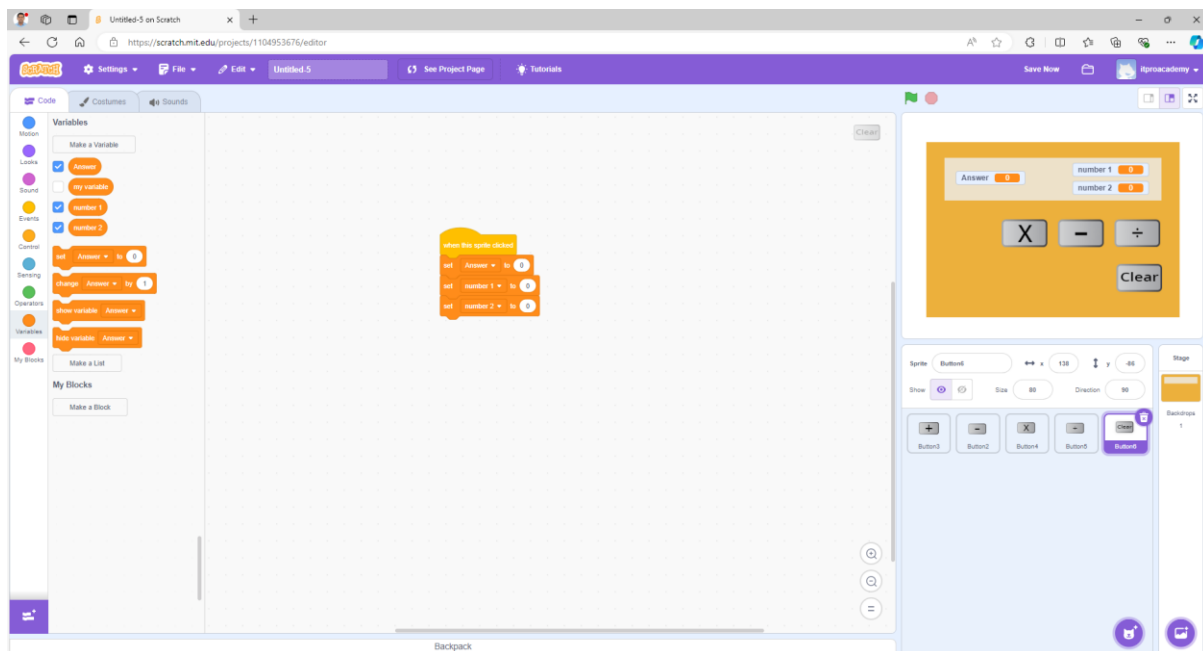 Untitled-5 on Scratch
https://scratch.mit.edu/projects/1104953676/editor
SCRATCH Settings File Edit Untitled-5 See Project Page Tutorials Save Now itproacademy
Code Costumes Sounds
Motion
Looks
Sound
Events
Control
Sensing
Operators
Variables
My Blocks
Variables
Make a Variable
Answer
my variable
number 1
number 2
set Answer to 0
change Answer by 1
show variable Answer
hide variable Answer
Make a List
My Blocks
Make a Block
Clear
when this sprite clicked
set Answer to 0
set number 1 to 0
set number 2 to 0
Answer 0
number 1 0
number 2 0
X − ÷
Clear
Sprite Button6 x 138 y -86
Show Size 80 Direction 90
Stage
Backdrops
1
+ − X - Clear
Button3 Button2 Button4 Button5 Button6
Backpack